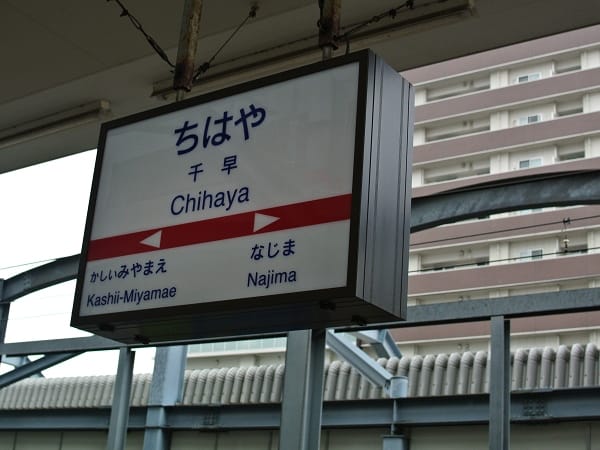 ちはや
千早
Chihaya
かしいみやまえ
Kashii-Miyamae
なじま
Najima